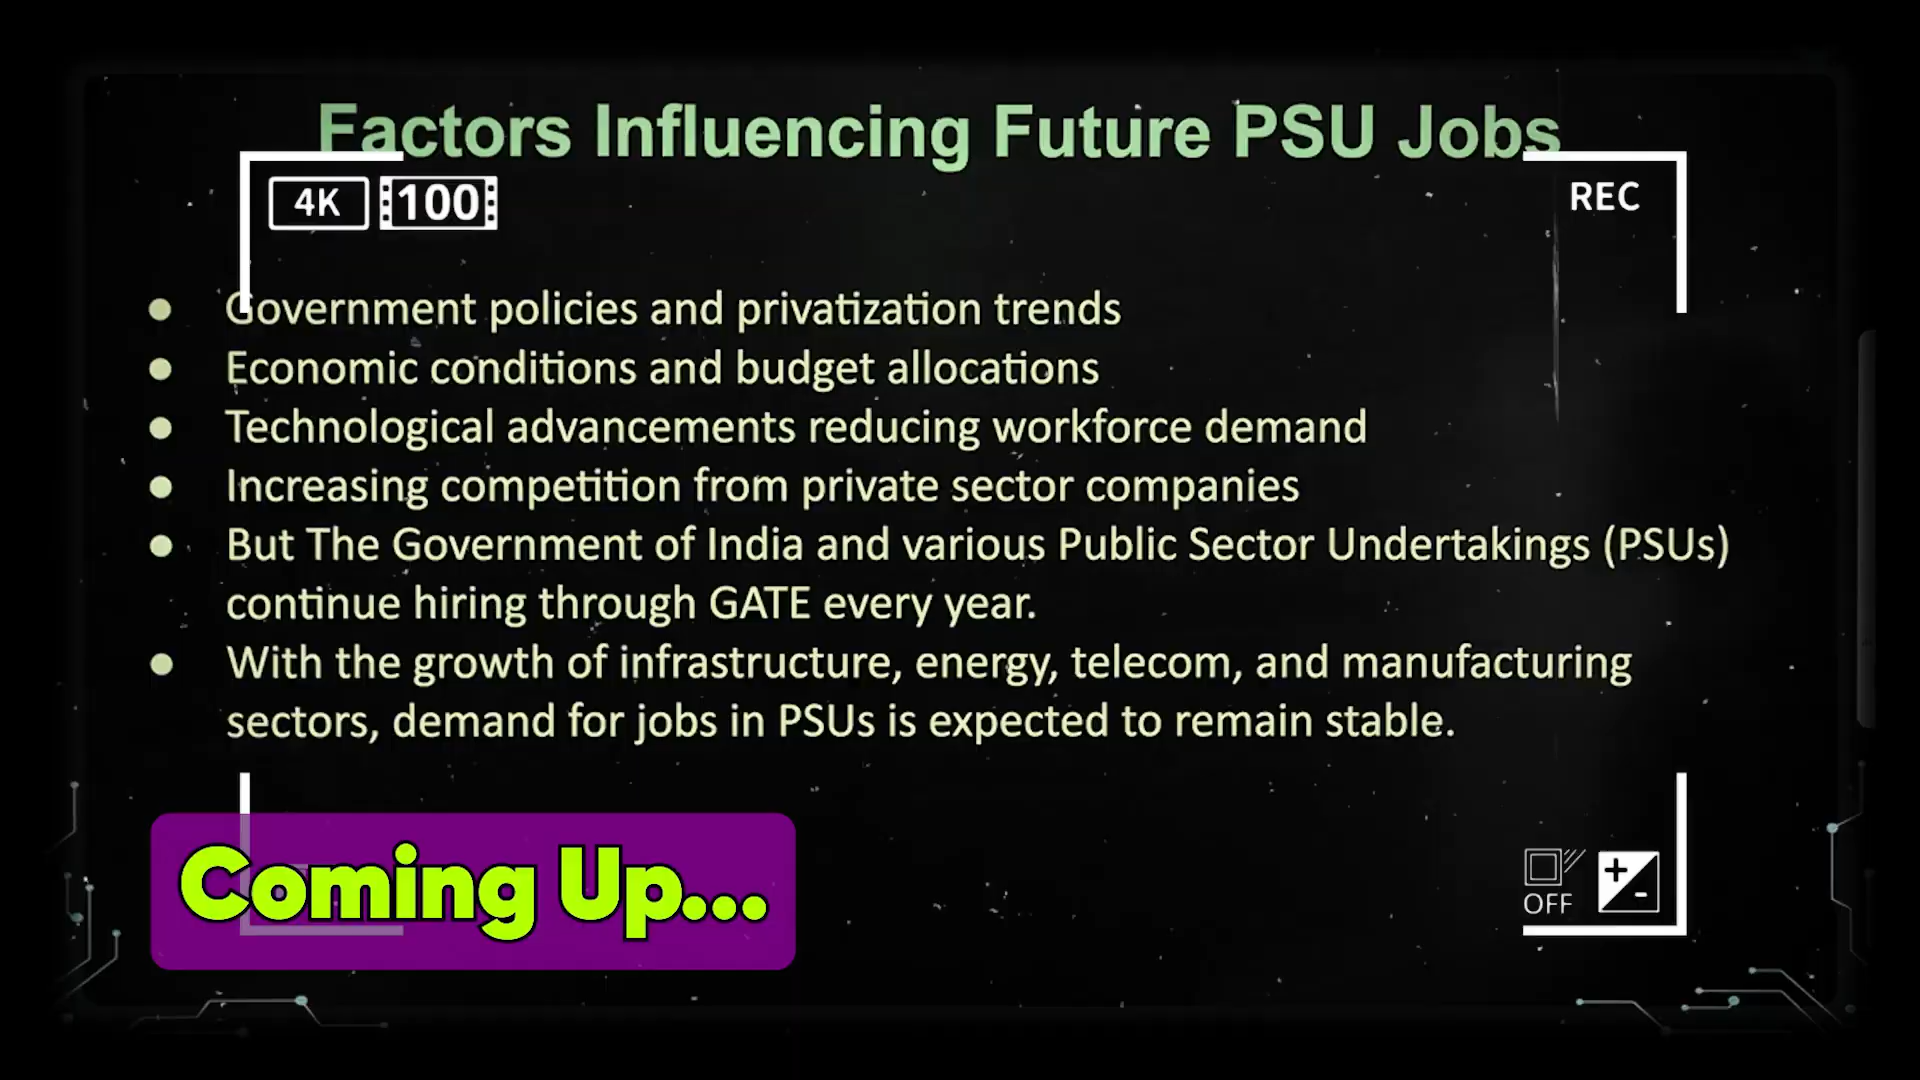 Factors Influencing Future PSU Jobs
4K 100
REC
● Government policies and privatization trends
● Economic conditions and budget allocations
● Technological advancements reducing workforce demand
● Increasing competition from private sector companies
● But The Government of India and various Public Sector Undertakings (PSUs)
continue hiring through GATE every year.
● With the growth of infrastructure, energy, telecom, and manufacturing
sectors, demand for jobs in PSUs is expected to remain stable.
Coming Up...
OFF